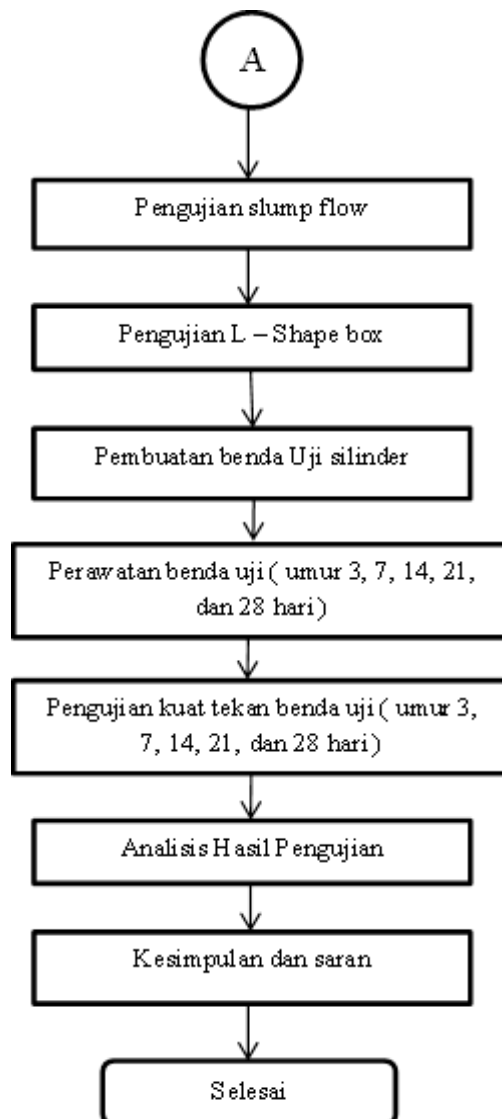 A
Pengujian slump flow
Pengujian L – Shape box
Pembuatan benda Uji silinder
Perawatan benda uji ( umur 3, 7, 14, 21,
dan 28 hari )
Pengujian kuat tekan benda uji ( umur 3,
7, 14, 21, dan 28 hari )
Analisis Hasil Pengujian
Kesimpulan dan saran
Selesai